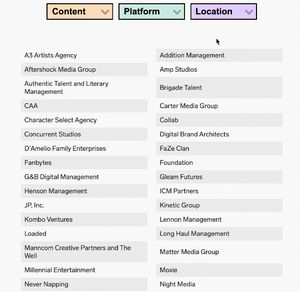 Content
Platform
Location
A3 Artists Agency
Aftershock Media Group
Authentic Talent and Literary
Management
CAA
Character Select Agency
Concurrent Studios
D'Amelio Family Enterprises
Fanbytes
G&B Digital Management
Henson Management
JP, Inc.
Kombo Ventures
Loaded
Manncom Creative Partners and The
Well
Millennial Entertainment
Never Napping
Addition Management
Amp Studios
Brigade Talent
Carter Media Group
Collab
Digital Brand Architects
FaZe Clan
Foundation
Gleam Futures
ICM Partners
Kinetic Group
Lennon Management
Long Haul Management
Matter Media Group
Moxie
Night Media